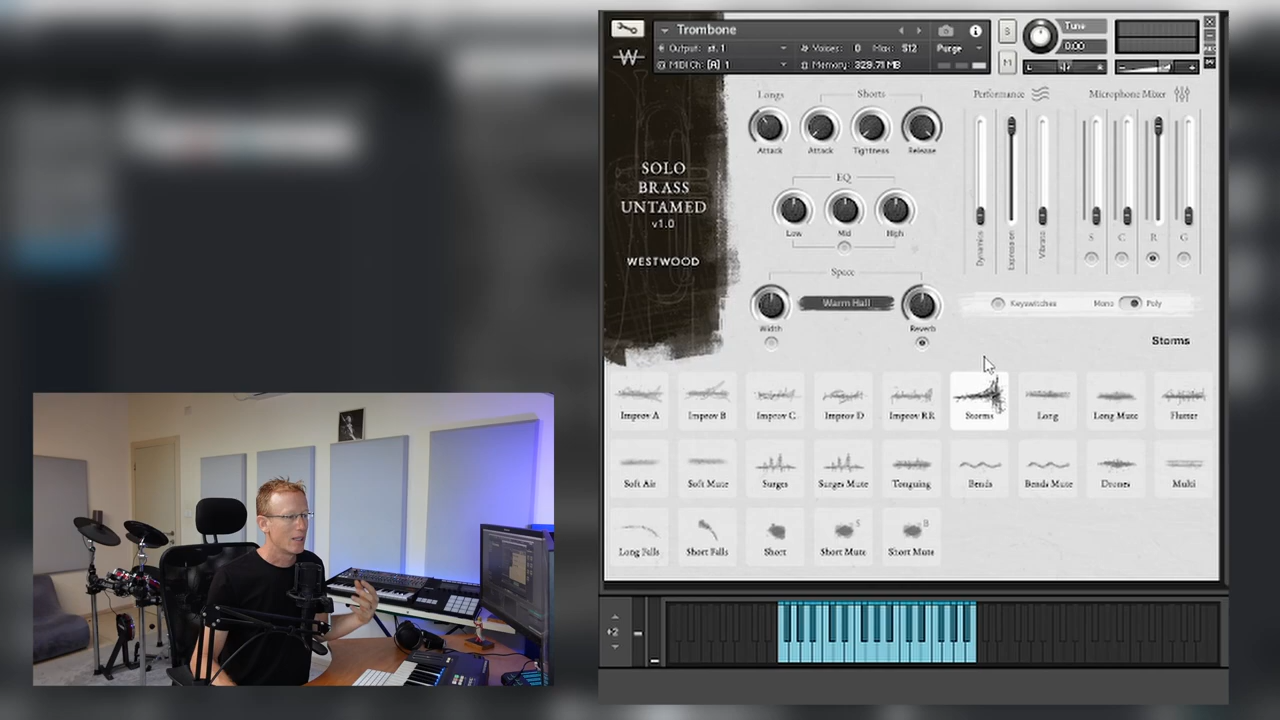 Trombone
Output: st. 1
Voices: 0 Max: 512
Purge
MIDI Ch: [A] 1
Memory: 329.71 MB
S
M
Tune
0.00
SOLO
BRASS
UNTAMED
v1.0
WESTWOOD
Longs
Shorts
Attack
Attack
Tightness
Release
EQ
Low
Mid
High
Space
Width
Warm Hall
Reverb
Performance
Dynamics
Expression
Vibrato
Microphone Mixer
S
C
R
G
Keyswitches
Mono
Poly
Storms
Improv A
Improv B
Improv C
Improv D
Improv RR
Storms
Long
Long Mute
Flutter
Soft Air
Soft Mute
Surges
Surges Mute
Tonguing
Bends
Bends Mute
Drones
Multi
Long Falls
Short Falls
Short
Short Mute
S
Short Mute
B
+2